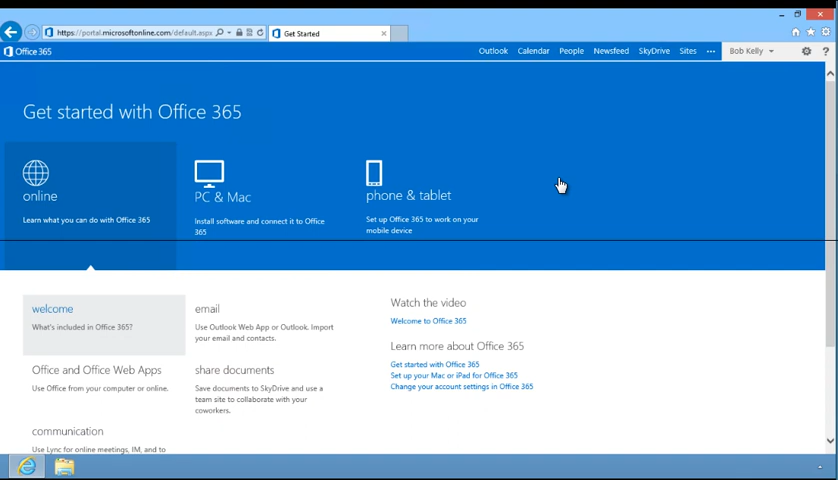 https://portal.microsoftonline.com/default.aspx
Get Started
Office 365
Outlook Calendar People Newsfeed SkyDrive Sites ... Bob Kelly ?
Get started with Office 365
online
Learn what you can do with Office 365
PC & Mac
Install software and connect it to Office
365
phone & tablet
Set up Office 365 to work on your
mobile device
welcome
What's included in Office 365?
email
Use Outlook Web App or Outlook. Import
your email and contacts.
Office and Office Web Apps
Use Office from your computer or online.
share documents
Save documents to SkyDrive and use a
team site to collaborate with your
coworkers.
communication
Use Lync for online meetings, IM, and to
Watch the video
Welcome to Office 365
Learn more about Office 365
Get started with Office 365
Set up your Mac or iPad for Office 365
Change your account settings in Office 365